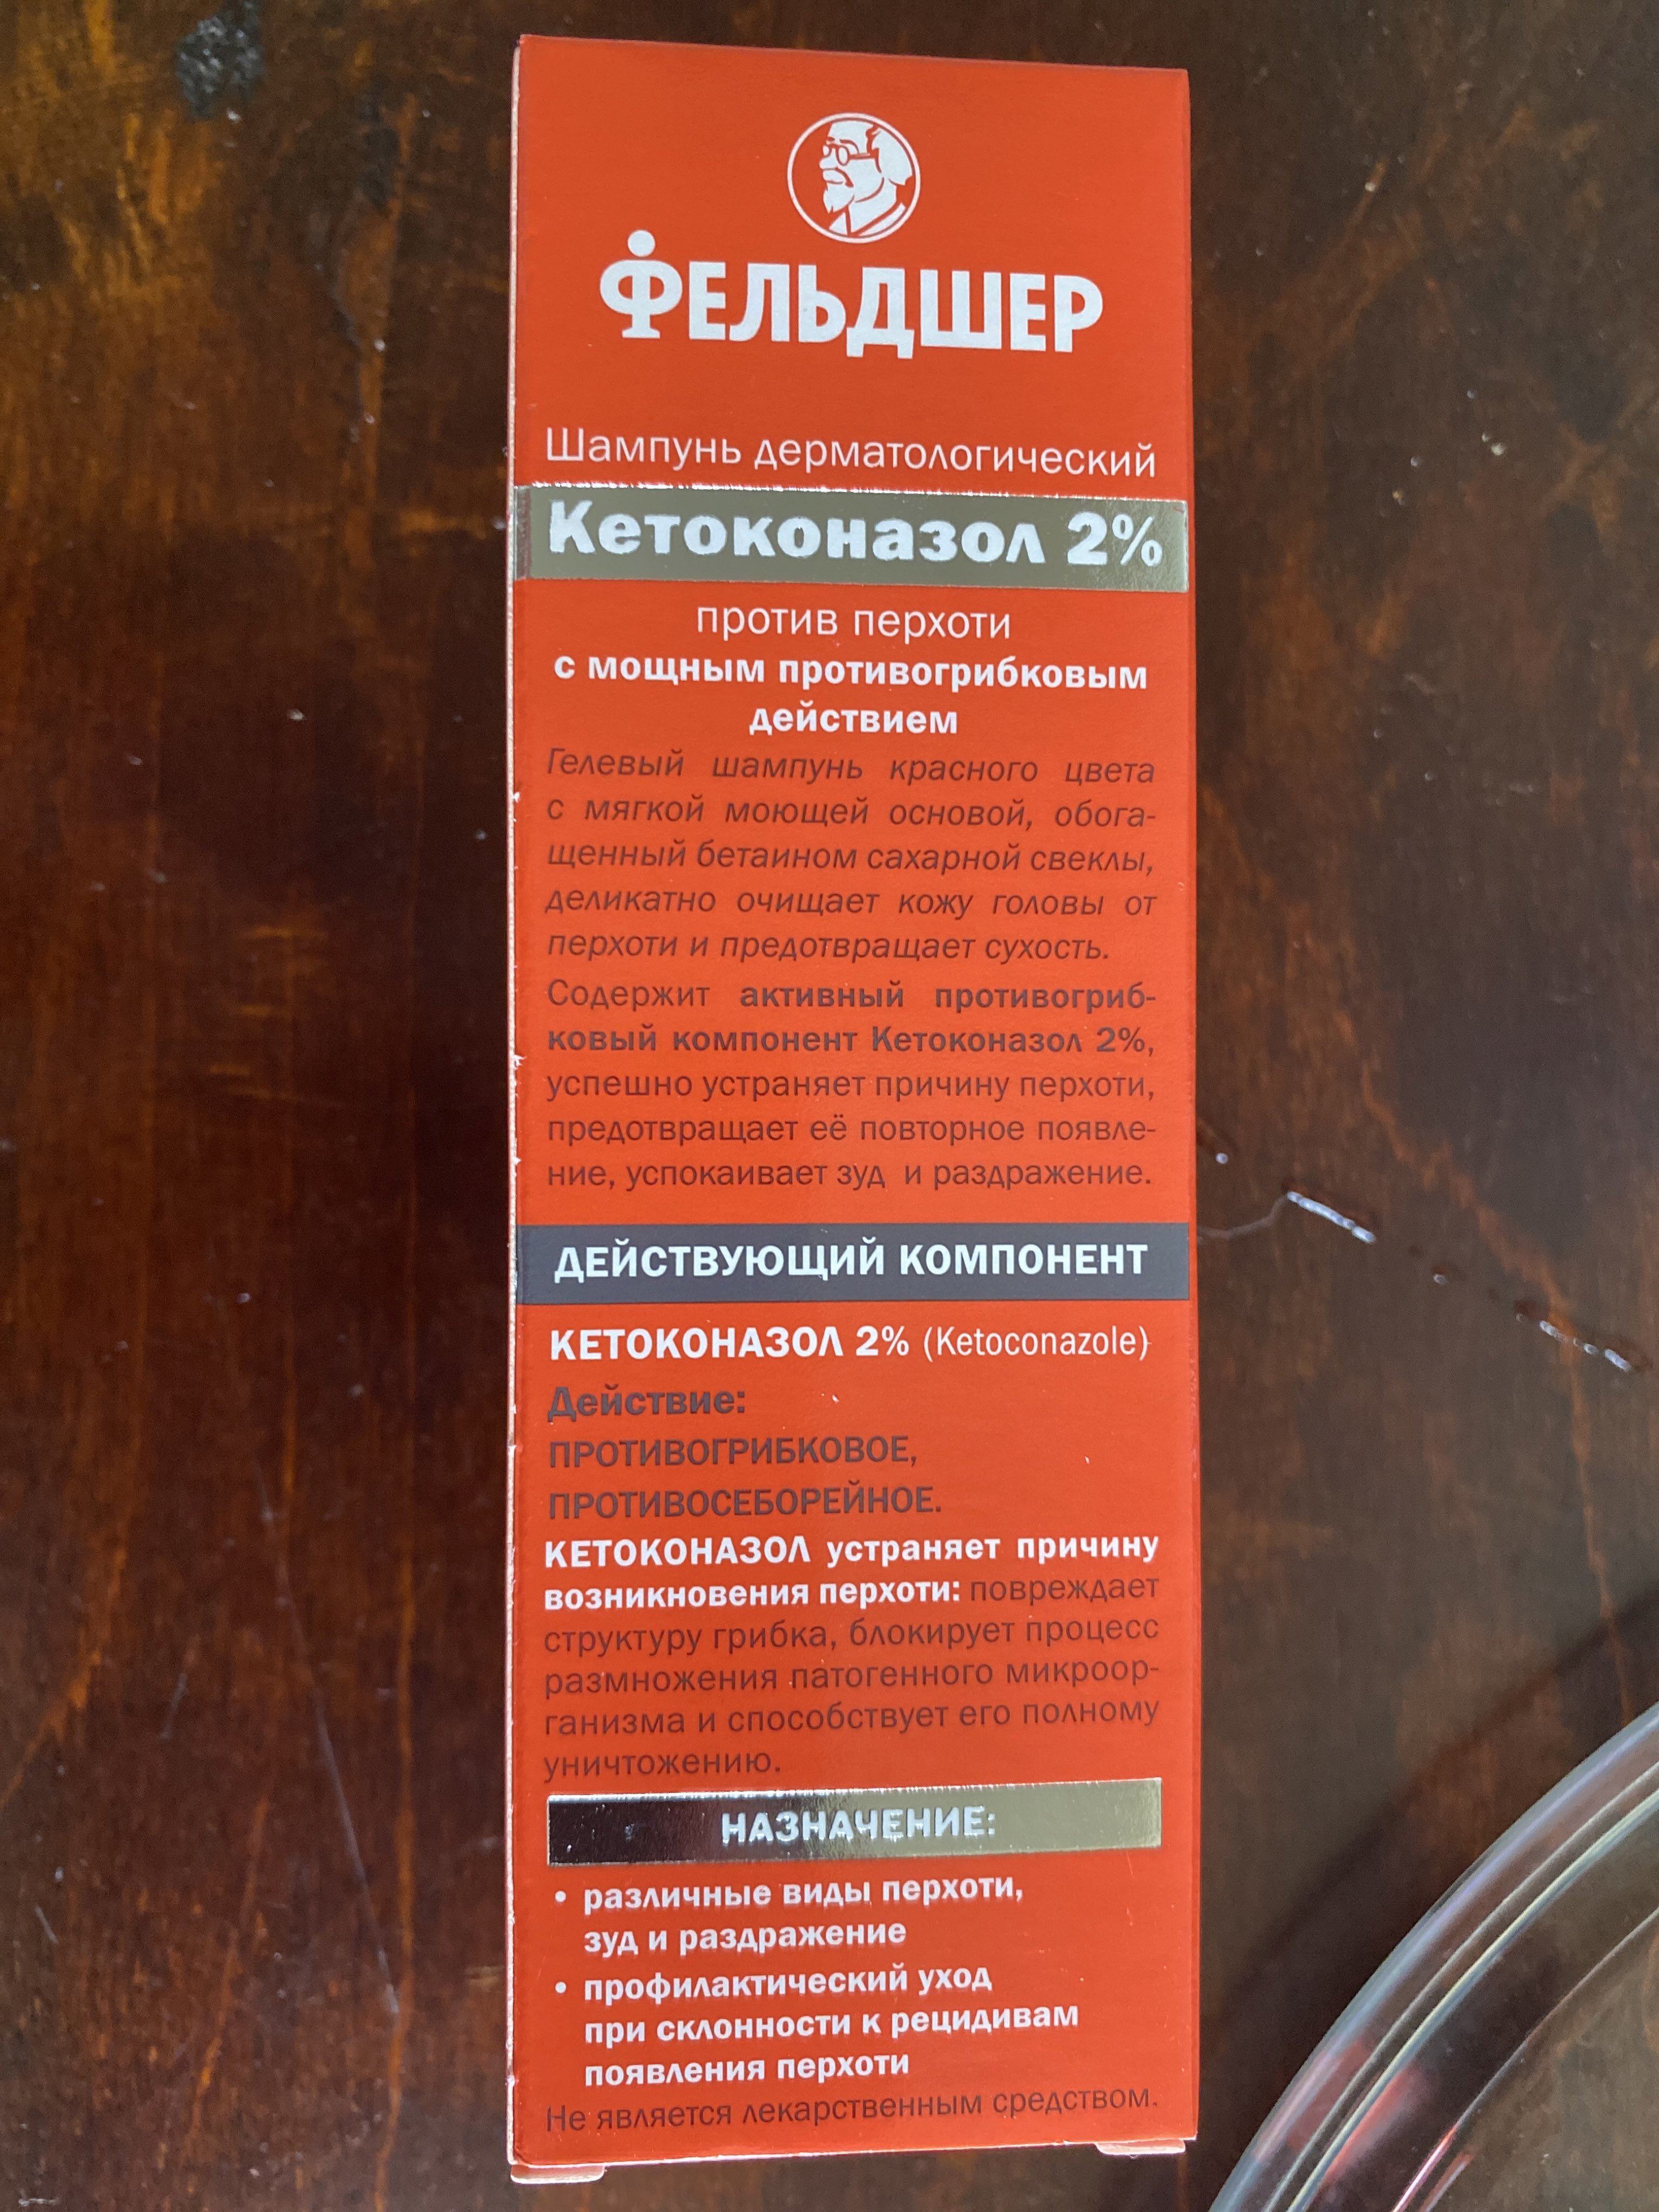 ФЕЛЬДШЕР
Шампунь дерматологический
Кетоконазол 2%
против перхоти
с мощным противогрибковым
действием
Гелевый шампунь красного цвета
с мягкой моющей основой, обога-
щенный бетаином сахарной свеклы,
деликатно очищает кожу головы от
перхоти и предотвращает сухость.
Содержит активный противогриб-
ковый компонент Кетоконазол 2%,
успешно устраняет причину перхоти,
предотвращает её повторное появле-
ние, успокаивает зуд и раздражение.
ДЕЙСТВУЮЩИЙ КОМПОНЕНТ
КЕТОКОНАЗОЛ 2% (Ketoconazole)
Действие:
ПРОТИВОГРИБКОВОЕ,
ПРОТИВОСЕБОРЕЙНОЕ.
КЕТОКОНАЗОЛ устраняет причину
возникновения перхоти: повреждает
структуру грибка, блокирует процесс
размножения патогенного микроор-
ганизма и способствует его полному
уничтожению.
НАЗНАЧЕНИЕ:
• различные виды перхоти,
зуд и раздражение
• профилактический уход
при склонности к рецидивам
появления перхоти
Не является лекарственным средством.